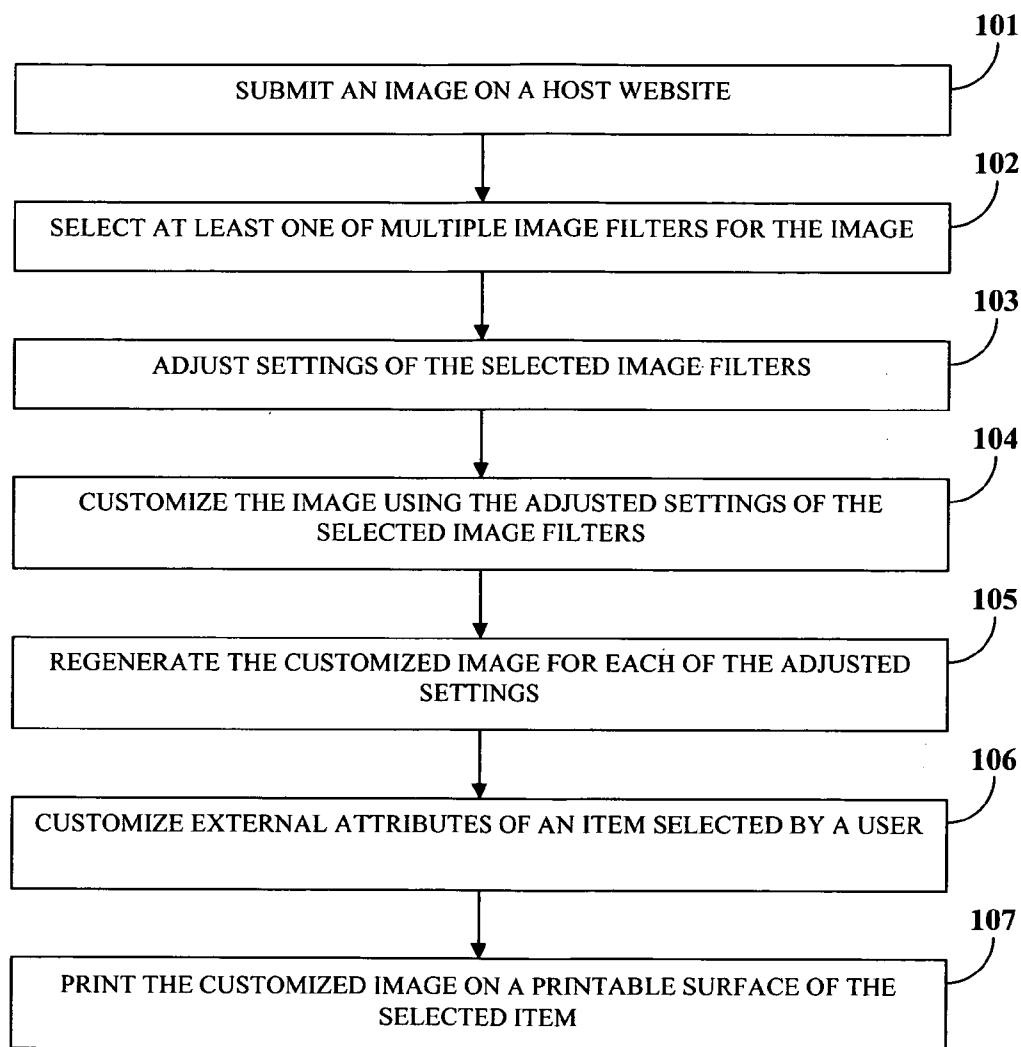 101
SUBMIT AN IMAGE ON A HOST WEBSITE
102
SELECT AT LEAST ONE OF MULTIPLE IMAGE FILTERS FOR THE IMAGE
103
ADJUST SETTINGS OF THE SELECTED IMAGE FILTERS
104
CUSTOMIZE THE IMAGE USING THE ADJUSTED SETTINGS OF THE
SELECTED IMAGE FILTERS
105
REGENERATE THE CUSTOMIZED IMAGE FOR EACH OF THE ADJUSTED
SETTINGS
106
CUSTOMIZE EXTERNAL ATTRIBUTES OF AN ITEM SELECTED BY A USER
107
PRINT THE CUSTOMIZED IMAGE ON A PRINTABLE SURFACE OF THE
SELECTED ITEM